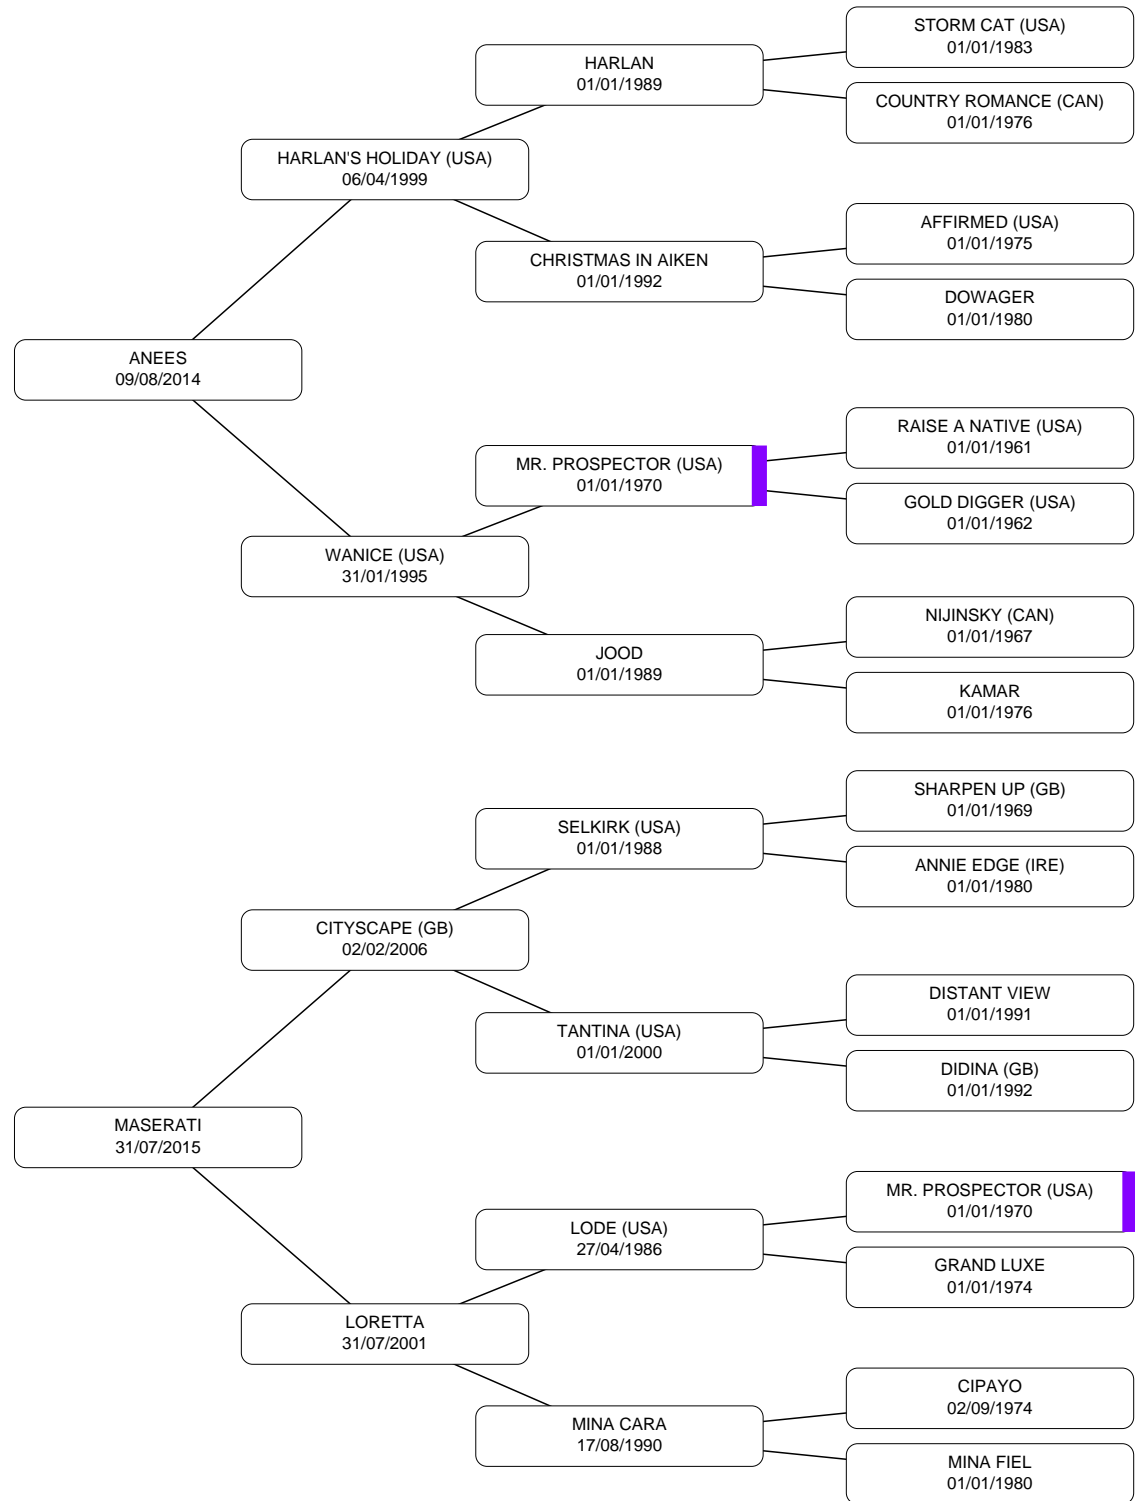 STORM CAT (USA)
01/01/1983
HARLAN
01/01/1989
COUNTRY ROMANCE (CAN)
01/01/1976
HARLAN'S HOLIDAY (USA)
06/04/1999
AFFIRMED (USA)
01/01/1975
CHRISTMAS IN AIKEN
01/01/1992
DOWAGER
01/01/1980
ANEES
09/08/2014
RAISE A NATIVE (USA)
01/01/1961
MR. PROSPECTOR (USA)
01/01/1970
GOLD DIGGER (USA)
01/01/1962
WANICE (USA)
31/01/1995
NIJINSKY (CAN)
01/01/1967
JOOD
01/01/1989
KAMAR
01/01/1976
SHARPEN UP (GB)
01/01/1969
SELKIRK (USA)
01/01/1988
ANNIE EDGE (IRE)
01/01/1980
CITYSCAPE (GB)
02/02/2006
DISTANT VIEW
01/01/1991
TANTINA (USA)
01/01/2000
DIDINA (GB)
01/01/1992
MASERATI
31/07/2015
MR. PROSPECTOR (USA)
01/01/1970
LODE (USA)
27/04/1986
GRAND LUXE
01/01/1974
LORETTA
31/07/2001
CIPAYO
02/09/1974
MINA CARA
17/08/1990
MINA FIEL
01/01/1980